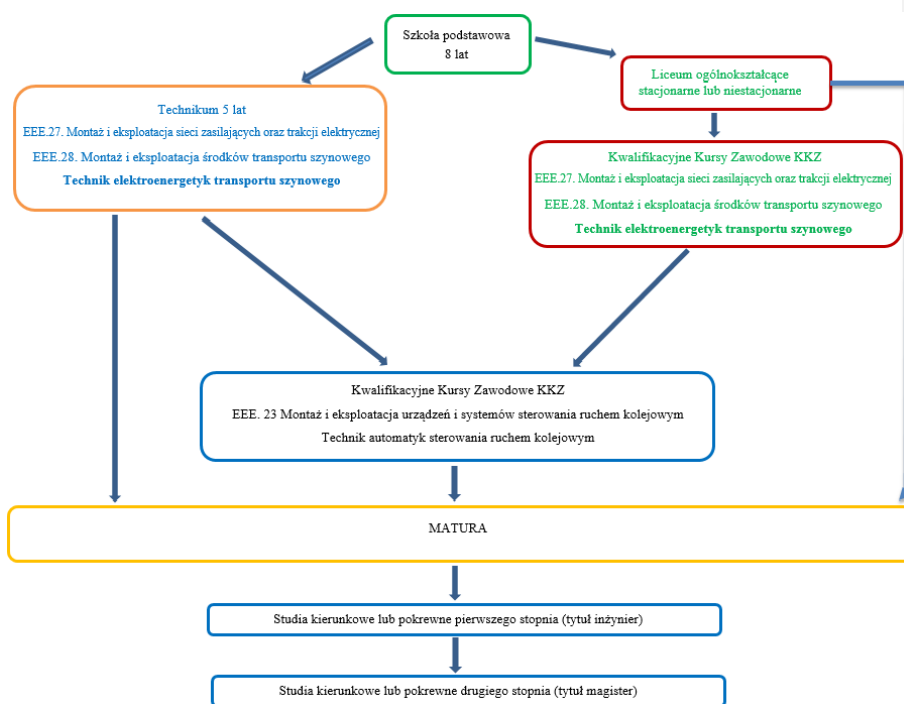 Szkoła podstawowa
8 lat
Liceum ogólnokształcące
stacjonarne lub niestacjonarne
Technikum 5 lat
EEE.27. Montaż i eksploatacja sieci zasilających oraz trakcji elektrycznej
EEE.28. Montaż i eksploatacja środków transportu szynowego
Technik elektroenergetyk transportu szynowego
Kwalifikacyjne Kursy Zawodowe KKZ
EEE.27. Montaż i eksploatacja sieci zasilających oraz trakcji elektrycznej
EEE.28. Montaż i eksploatacja środków transportu szynowego
Technik elektroenergetyk transportu szynowego
Kwalifikacyjne Kursy Zawodowe KKZ
EEE. 23 Montaż i eksploatacja urządzeń i systemów sterowania ruchem kolejowym
Technik automatyk sterowania ruchem kolejowym
MATURA
Studia kierunkowe lub pokrewne pierwszego stopnia (tytuł inżynier)
Studia kierunkowe lub pokrewne drugiego stopnia (tytuł magister)